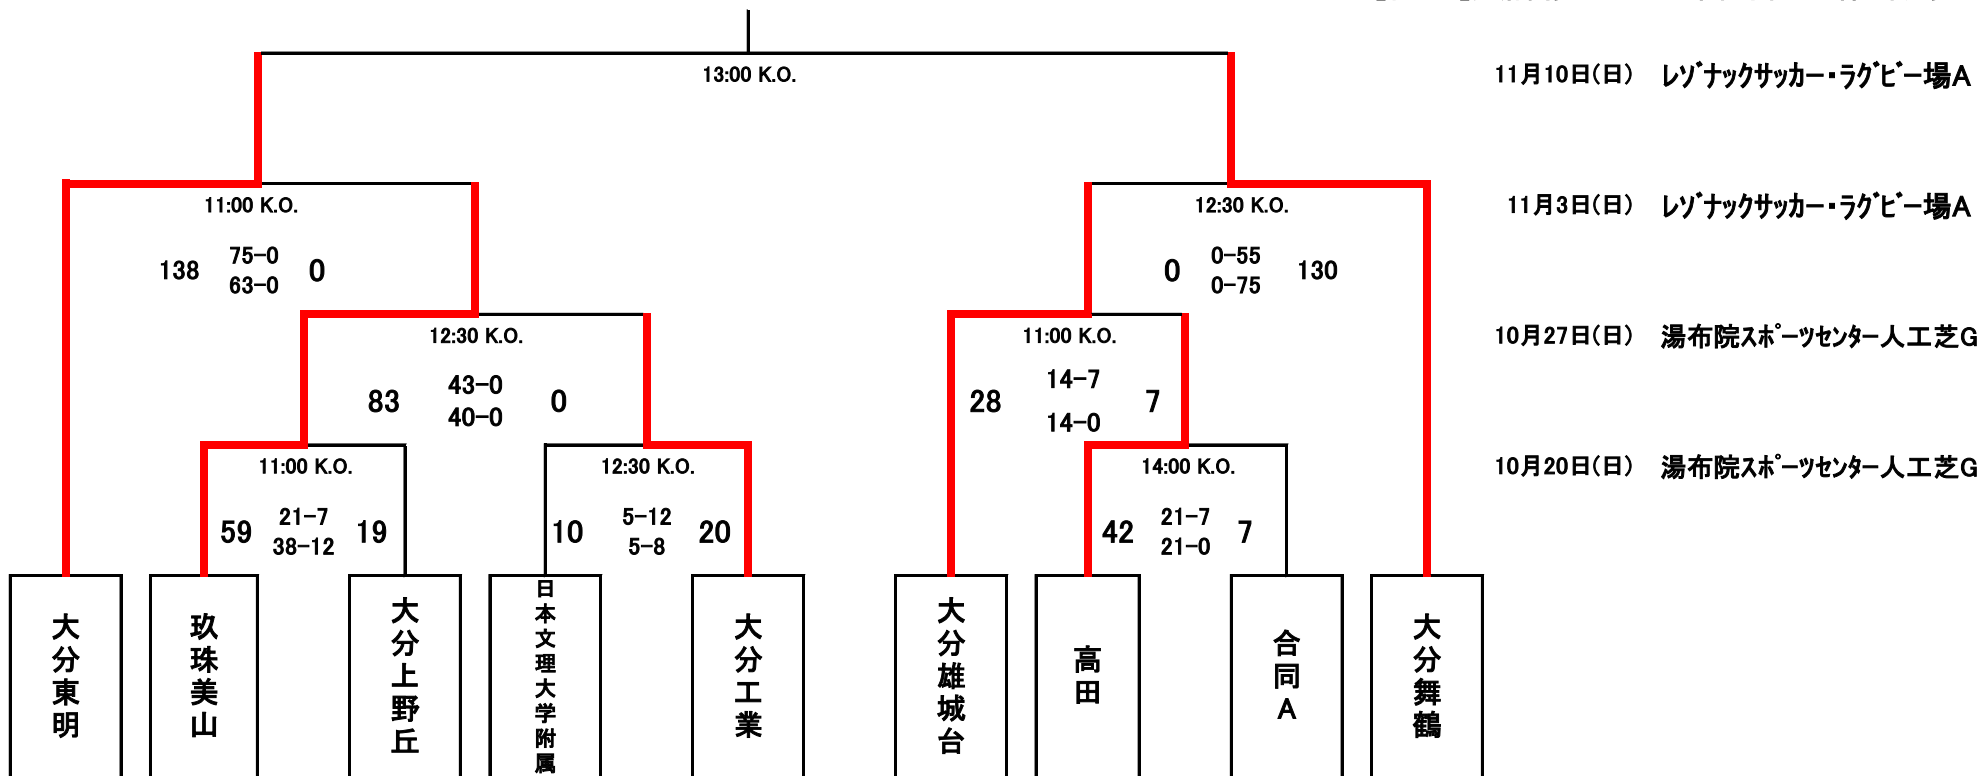 13:00 K.O.
11月10日(日) レゾナックサッカー・ラグビー場A
11:00 K.O.
12:30 K.O.
11月3日(日) レゾナックサッカー・ラグビー場A
138 75-0 0
63-0
0 0-55 130
0-75
12:30 K.O.
11:00 K.O.
10月27日(日) 湯布院スポーツセンター人工芝G
83 43-0 0
40-0
28 14-7 7
14-0
11:00 K.O.
12:30 K.O.
14:00 K.O.
10月20日(日) 湯布院スポーツセンター人工芝G
59 21-7 19
38-12
10 5-12 20
5-8
42 21-7 7
21-0
大分東明
玖珠美山
大分上野丘
日本文理大学附属
大分工業
大分雄城台
高田
合同A
大分舞鶴